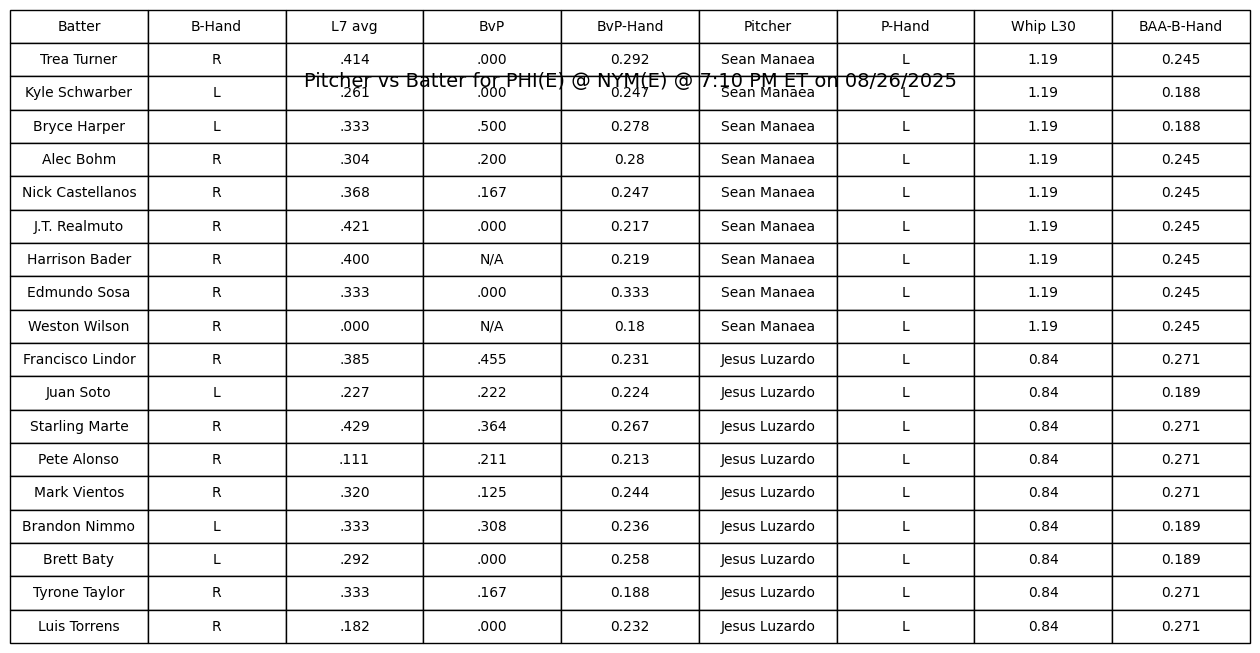 Batter B-Hand L7 avg BvP BvP-Hand Pitcher P-Hand Whip L30 BAA-B-Hand
Trea Turner R .414 .000 0.292 Sean Manaea L 1.19 0.245
Pitcher vs Batter for PHI(E) @ NYM(E) @ 7:10 PM ET on 08/26/2025
Kyle Schwarber L .261 .000 0.247 Sean Manaea L 1.19 0.188
Bryce Harper L .333 .500 0.278 Sean Manaea L 1.19 0.188
Alec Bohm R .304 .200 0.28 Sean Manaea L 1.19 0.245
Nick Castellanos R .368 .167 0.247 Sean Manaea L 1.19 0.245
J.T. Realmuto R .421 .000 0.217 Sean Manaea L 1.19 0.245
Harrison Bader R .400 N/A 0.219 Sean Manaea L 1.19 0.245
Edmundo Sosa R .333 .000 0.333 Sean Manaea L 1.19 0.245
Weston Wilson R .000 N/A 0.18 Sean Manaea L 1.19 0.245
Francisco Lindor R .385 .455 0.231 Jesus Luzardo L 0.84 0.271
Juan Soto L .227 .222 0.224 Jesus Luzardo L 0.84 0.189
Starling Marte R .429 .364 0.267 Jesus Luzardo L 0.84 0.271
Pete Alonso R .111 .211 0.213 Jesus Luzardo L 0.84 0.271
Mark Vientos R .320 .125 0.244 Jesus Luzardo L 0.84 0.271
Brandon Nimmo L .333 .308 0.236 Jesus Luzardo L 0.84 0.189
Brett Baty L .292 .000 0.258 Jesus Luzardo L 0.84 0.189
Tyrone Taylor R .333 .167 0.188 Jesus Luzardo L 0.84 0.271
Luis Torrens R .182 .000 0.232 Jesus Luzardo L 0.84 0.271